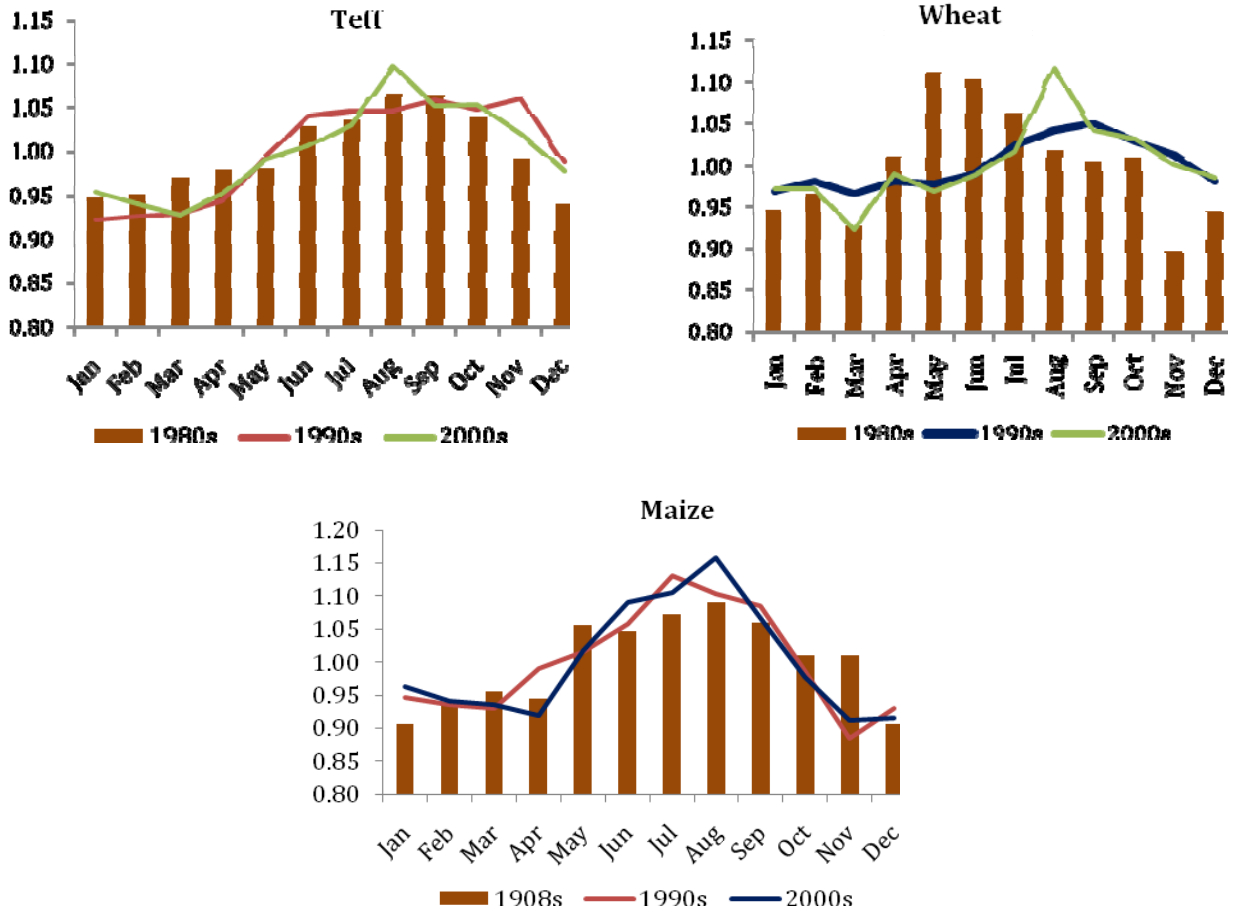 Teff
1.15
1.10
1.05
1.00
0.95
0.90
0.85
0.80
Jan Feb Mar Apr May Jun Jul Aug Sep Oct Nov Dec
1980s 1990s 2000s
Wheat
1.15
1.10
1.05
1.00
0.95
0.90
0.85
0.80
Jan Feb Mar Apr May Jun Jul Aug Sep Oct Nov Dec
1980s 1990s 2000s
Maize
1.20
1.15
1.10
1.05
1.00
0.95
0.90
0.85
0.80
Jan Feb Mar Apr May Jun Jul Aug Sep Oct Nov Dec
1908s 1990s 2000s